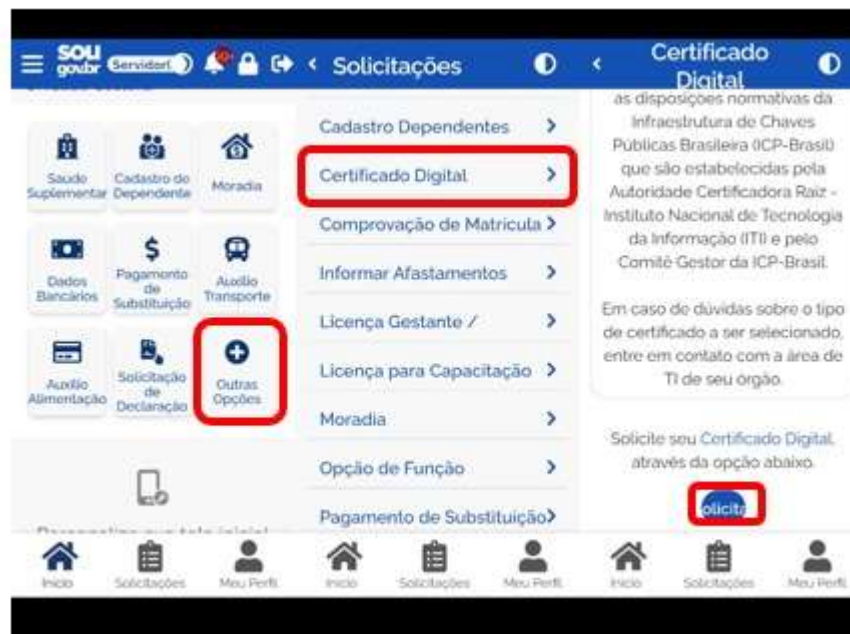 SOU
gov.br
Servidor
Saúde
Suplementar
Cadastro de
Dependente
Moradia
Dados
Bancários
Pagamento
de
Substituição
Auxílio
Transporte
Auxílio
Alimentação
Solicitação
de
Declaração
Outras
Opções
Início
Solicitações
Meu Perfil
Solicitações
Cadastro Dependentes
Certificado Digital
Comprovação de Matricula
Informar Afastamentos
Licença Gestante /
Licença para Capacitação
Moradia
Opção de Função
Pagamento de Substituição
Início
Solicitações
Meu Perfil
Certificado
Digital
as disposições normativas da
Infraestrutura de Chaves
Públicas Brasileira (ICP-Brasil)
que são estabelecidas pela
Autoridade Certificadora Raiz -
Instituto Nacional de Tecnologia
da Informação (ITI) e pelo
Comitê Gestor da ICP-Brasil.
Em caso de dúvidas sobre o tipo
de certificado a ser selecionado,
entre em contato com a área de
TI de seu órgão.
Solicite seu Certificado Digital,
através da opção abaixo.
olicita
Início
Solicitações
Meu Perfil